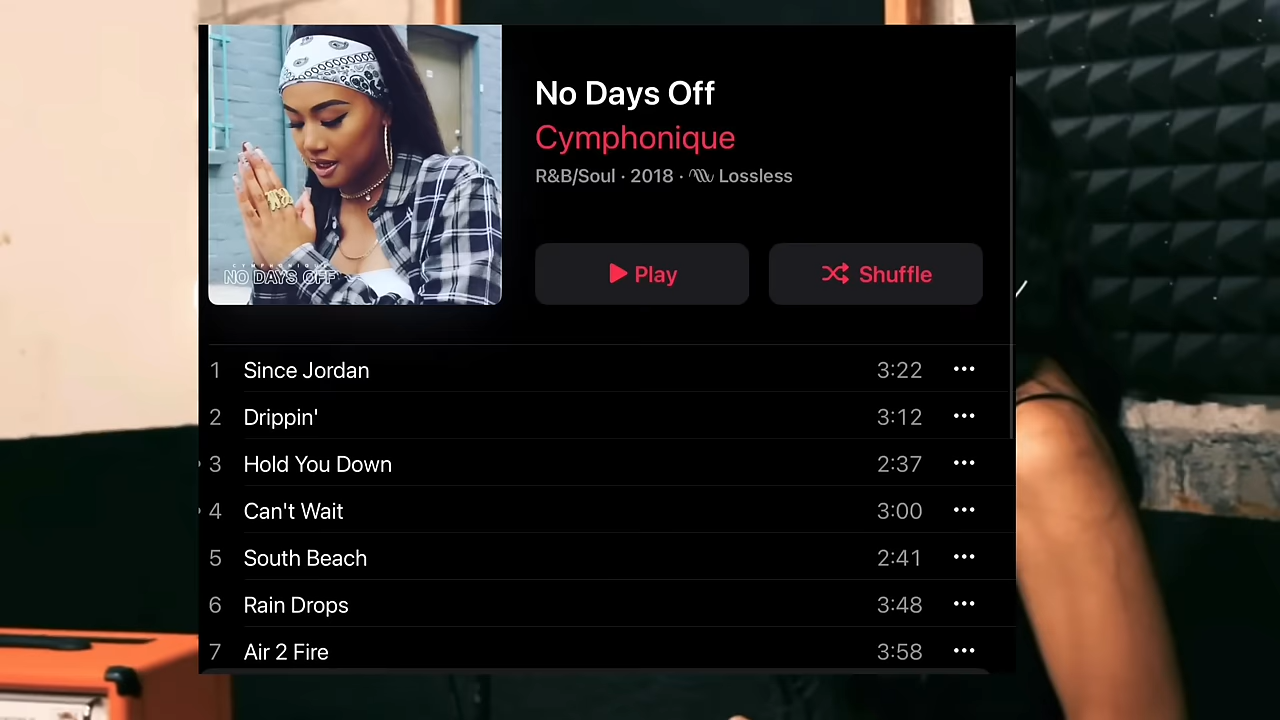 CYMPHONIQUE
NO DAYS OFF
No Days Off
Cymphonique
R&B/Soul · 2018 · Lossless
Play
Shuffle
1 Since Jordan 3:22
2 Drippin' 3:12
3 Hold You Down 2:37
4 Can't Wait 3:00
5 South Beach 2:41
6 Rain Drops 3:48
7 Air 2 Fire 3:58